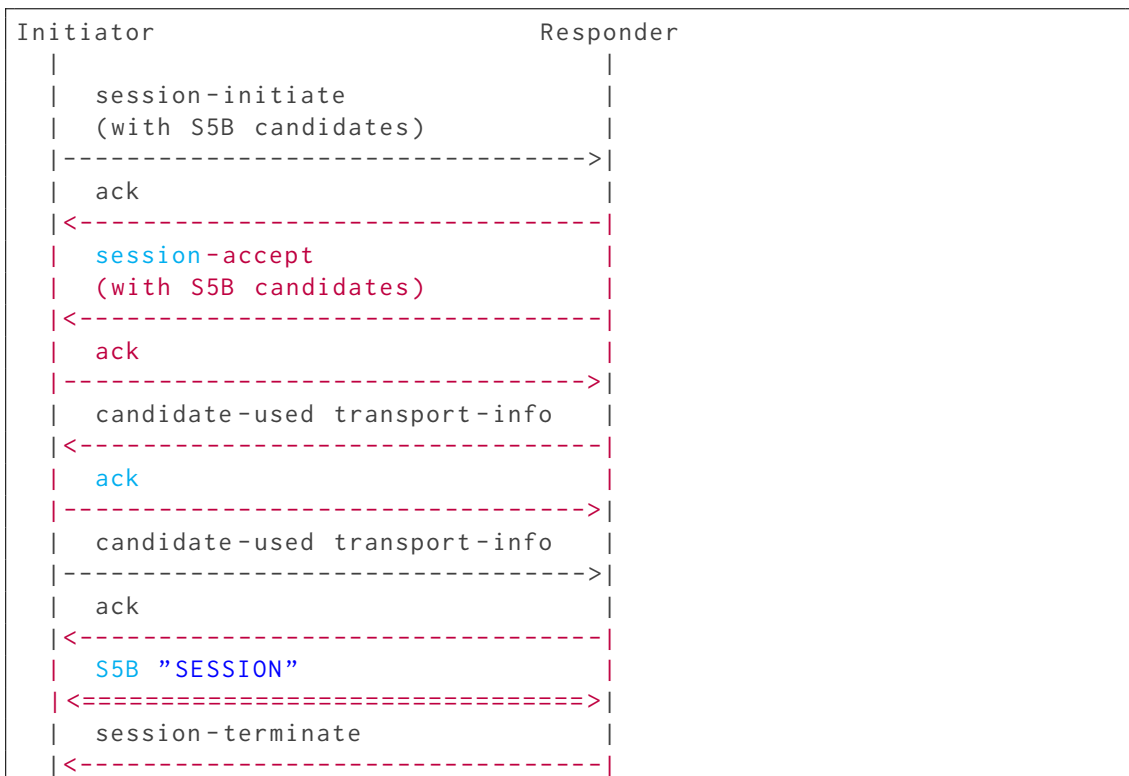 Initiator                        Responder
  |                                   |
  |  session-initiate                 |
  |  (with S5B candidates)            |
  |--------------------------------->|
  |  ack                              |
  |<---------------------------------|
  |  session-accept                   |
  |  (with S5B candidates)            |
  |<---------------------------------|
  |  ack                              |
  |--------------------------------->|
  |  candidate-used transport-info    |
  |<---------------------------------|
  |  ack                              |
  |--------------------------------->|
  |  candidate-used transport-info    |
  |--------------------------------->|
  |  ack                              |
  |<---------------------------------|
  |  S5B ”SESSION”                    |
  |<================================>|
  |  session-terminate                |
  |<---------------------------------|